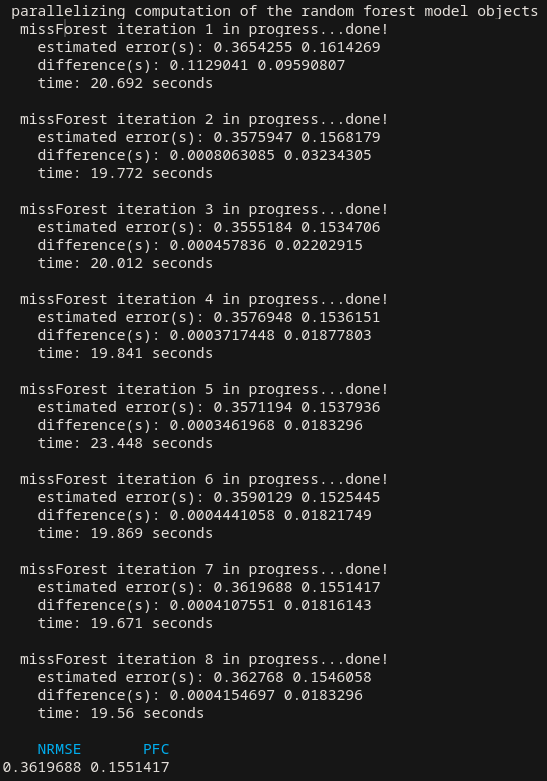 parallelizing computation of the random forest model objects
missForest iteration 1 in progress...done!
estimated error(s): 0.3654255 0.1614269
difference(s): 0.1129041 0.09590807
time: 20.692 seconds
missForest iteration 2 in progress...done!
estimated error(s): 0.3575947 0.1568179
difference(s): 0.0008063085 0.03234305
time: 19.772 seconds
missForest iteration 3 in progress...done!
estimated error(s): 0.3555184 0.1534706
difference(s): 0.000457836 0.02202915
time: 20.012 seconds
missForest iteration 4 in progress...done!
estimated error(s): 0.3576948 0.1536151
difference(s): 0.0003717448 0.01877803
time: 19.841 seconds
missForest iteration 5 in progress...done!
estimated error(s): 0.3571194 0.1537936
difference(s): 0.0003461968 0.0183296
time: 23.448 seconds
missForest iteration 6 in progress...done!
estimated error(s): 0.3590129 0.1525445
difference(s): 0.0004441058 0.01821749
time: 19.869 seconds
missForest iteration 7 in progress...done!
estimated error(s): 0.3619688 0.1551417
difference(s): 0.0004107551 0.01816143
time: 19.671 seconds
missForest iteration 8 in progress...done!
estimated error(s): 0.362768 0.1546058
difference(s): 0.0004154697 0.0183296
time: 19.56 seconds
NRMSE PFC
0.3619688 0.1551417